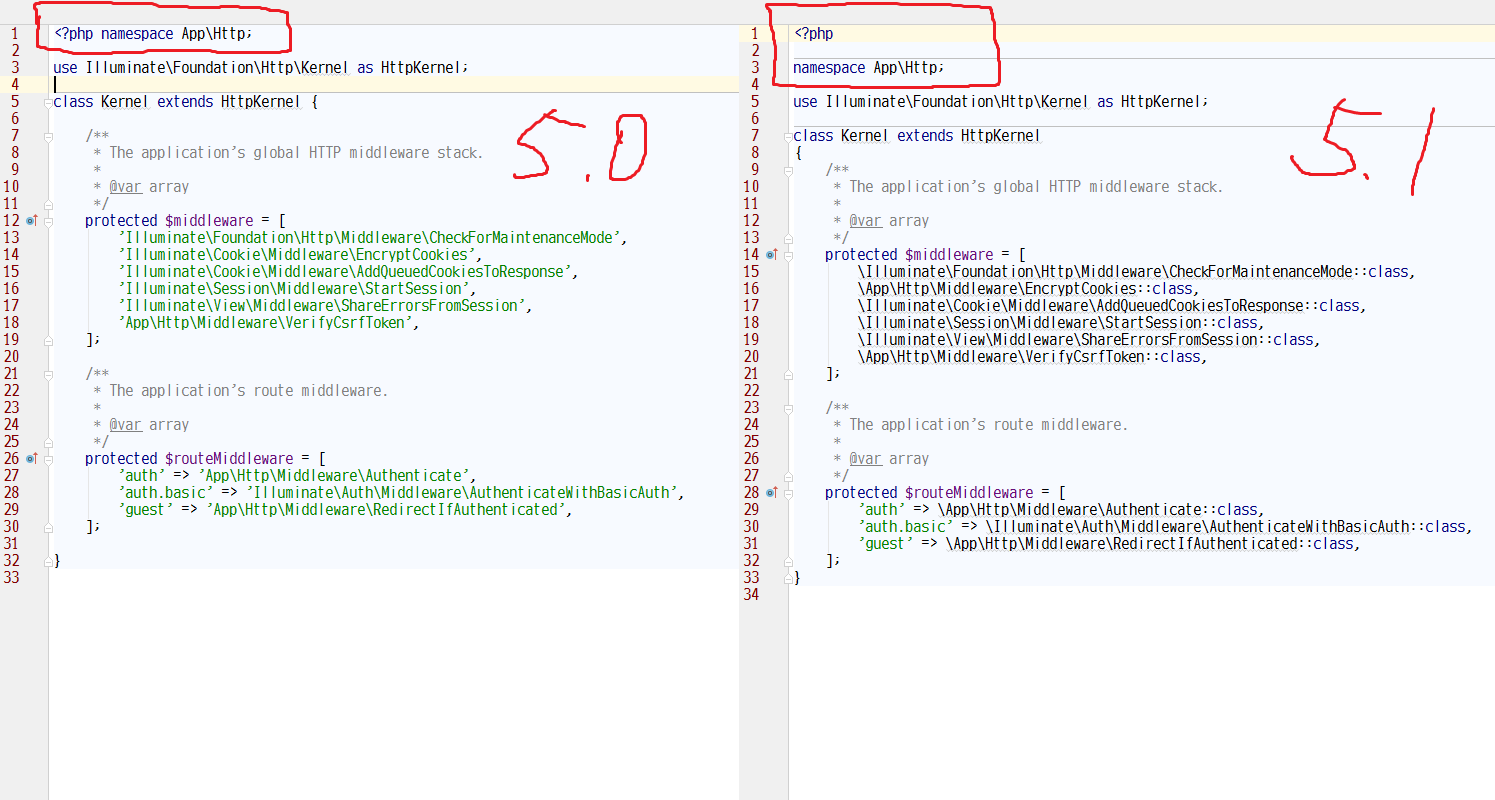 1 <?php namespace App\Http;
2
3 use Illuminate\Foundation\Http\Kernel as HttpKernel;
4
5 class Kernel extends HttpKernel {
6
7 /**
8 * The application's global HTTP middleware stack.
9 *
10 * @var array
11 */
12 protected $middleware = [
13 'Illuminate\Foundation\Http\Middleware\CheckForMaintenanceMode',
14 'Illuminate\Cookie\Middleware\EncryptCookies',
15 'Illuminate\Cookie\Middleware\AddQueuedCookiesToResponse',
16 'Illuminate\Session\Middleware\StartSession',
17 'Illuminate\View\Middleware\ShareErrorsFromSession',
18 'App\Http\Middleware\VerifyCsrfToken',
19 ];
20
21 /**
22 * The application's route middleware.
23 *
24 * @var array
25 */
26 protected $routeMiddleware = [
27 'auth' => 'App\Http\Middleware\Authenticate',
28 'auth.basic' => 'Illuminate\Auth\Middleware\AuthenticateWithBasicAuth',
29 'guest' => 'App\Http\Middleware\RedirectIfAuthenticated',
30 ];
31
32 }
33
5.0
1 <?php
2
3 namespace App\Http;
4
5 use Illuminate\Foundation\Http\Kernel as HttpKernel;
6
7 class Kernel extends HttpKernel
8 {
9 /**
10 * The application's global HTTP middleware stack.
11 *
12 * @var array
13 */
14 protected $middleware = [
15 \Illuminate\Foundation\Http\Middleware\CheckForMaintenanceMode::class,
16 \App\Http\Middleware\EncryptCookies::class,
17 \Illuminate\Cookie\Middleware\AddQueuedCookiesToResponse::class,
18 \Illuminate\Session\Middleware\StartSession::class,
19 \Illuminate\View\Middleware\ShareErrorsFromSession::class,
20 \App\Http\Middleware\VerifyCsrfToken::class,
21 ];
22
23 /**
24 * The application's route middleware.
25 *
26 * @var array
27 */
28 protected $routeMiddleware = [
29 'auth' => \App\Http\Middleware\Authenticate::class,
30 'auth.basic' => \Illuminate\Auth\Middleware\AuthenticateWithBasicAuth::class,
31 'guest' => \App\Http\Middleware\RedirectIfAuthenticated::class,
32 ];
33 }
34
5.1